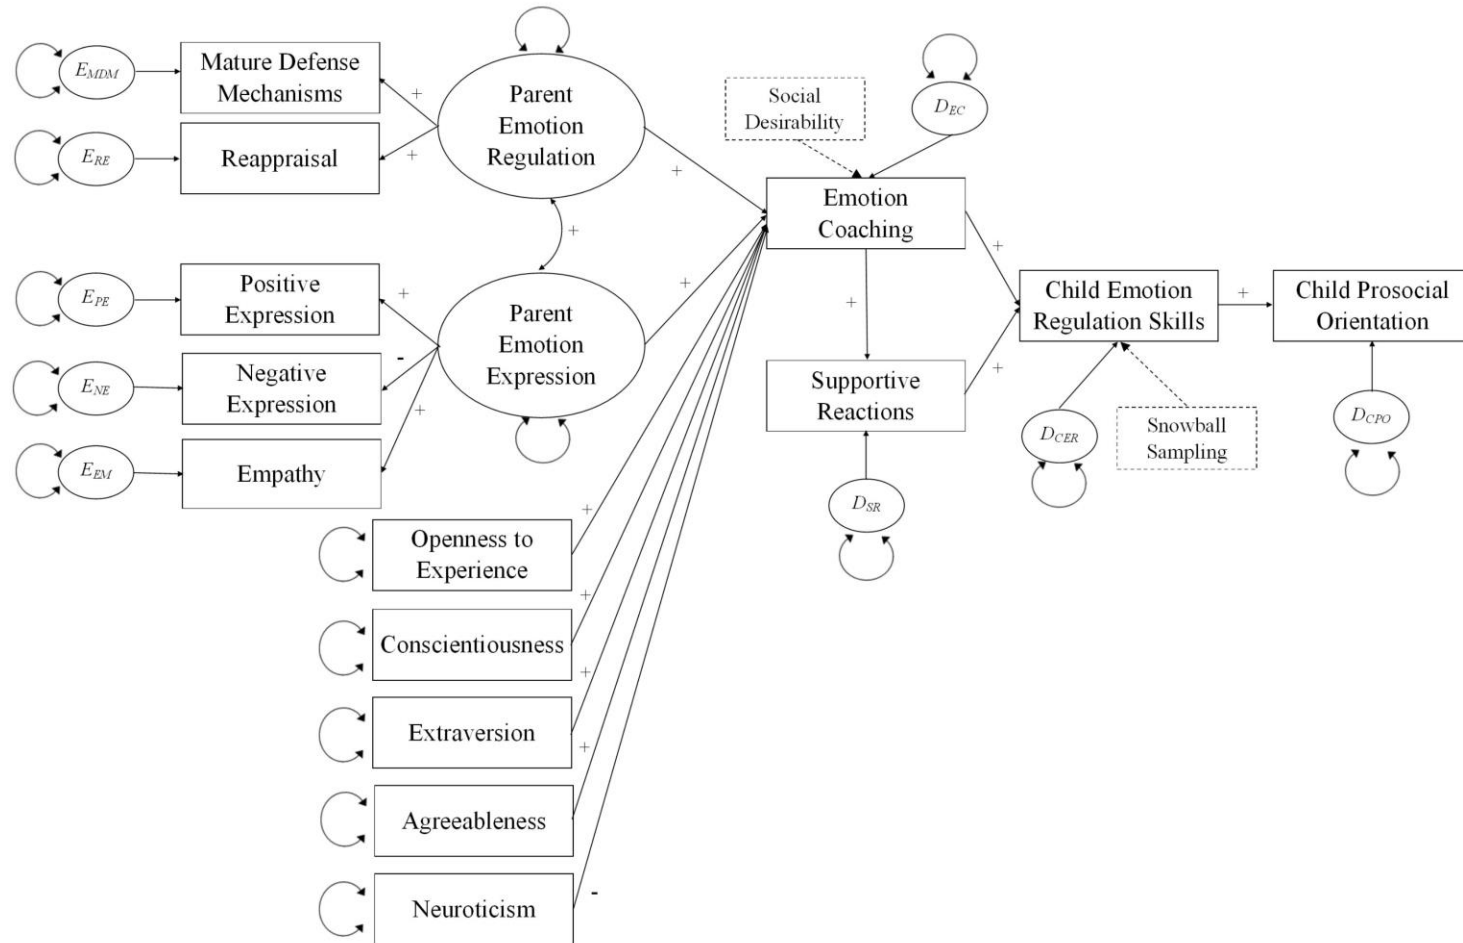 E_MDM
Mature Defense
Mechanisms
+
E_RE
Reappraisal
+
Parent
Emotion
Regulation
+
+
E_PE
Positive
Expression
+
E_NE
Negative
Expression
-
E_EM
Empathy
+
Parent
Emotion
Expression
+
Openness to
Experience
+
Conscientiousness
+
Extraversion
+
Agreeableness
+
Neuroticism
-
Social
Desirability
D_EC
Emotion
Coaching
+
+
Supportive
Reactions
+
D_SR
Child Emotion
Regulation Skills
+
D_CER
Snowball
Sampling
Child Prosocial
Orientation
D_CPO